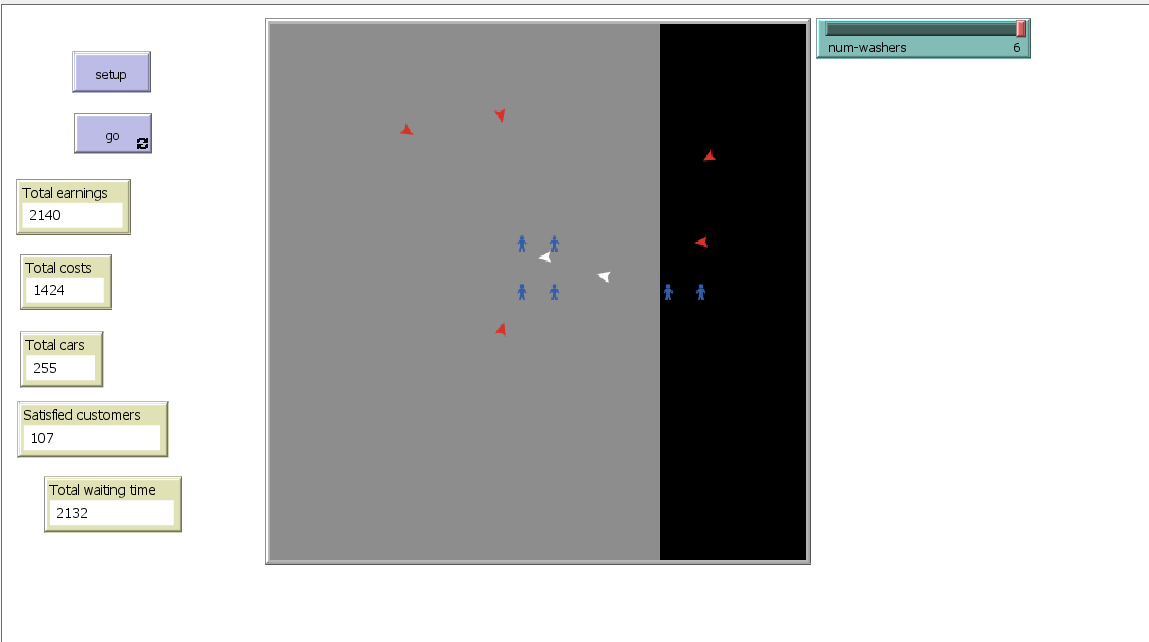 setup
go
Total earnings
2140
Total costs
1424
Total cars
255
Satisfied customers
107
Total waiting time
2132
num-washers 6